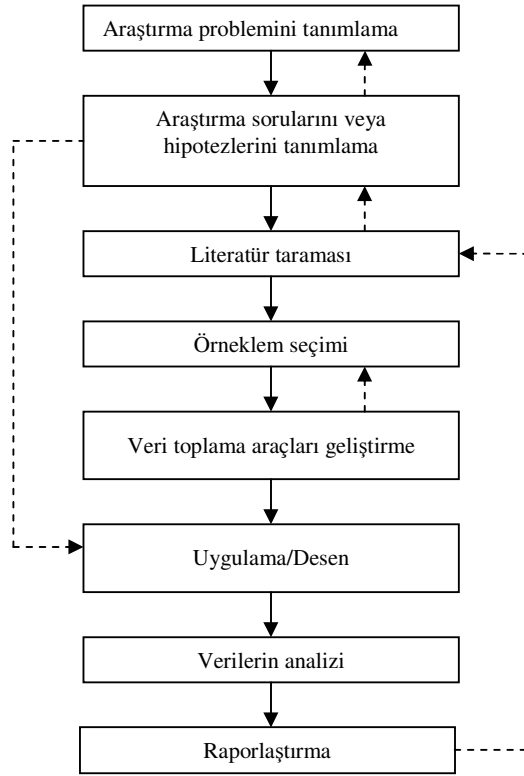 Araştırma problemini tanımlama
Araştırma sorularını veya
hipotezlerini tanımlama
Literatür taraması
Örneklem seçimi
Veri toplama araçları geliştirme
Uygulama/Desen
Verilerin analizi
Raporlaştırma